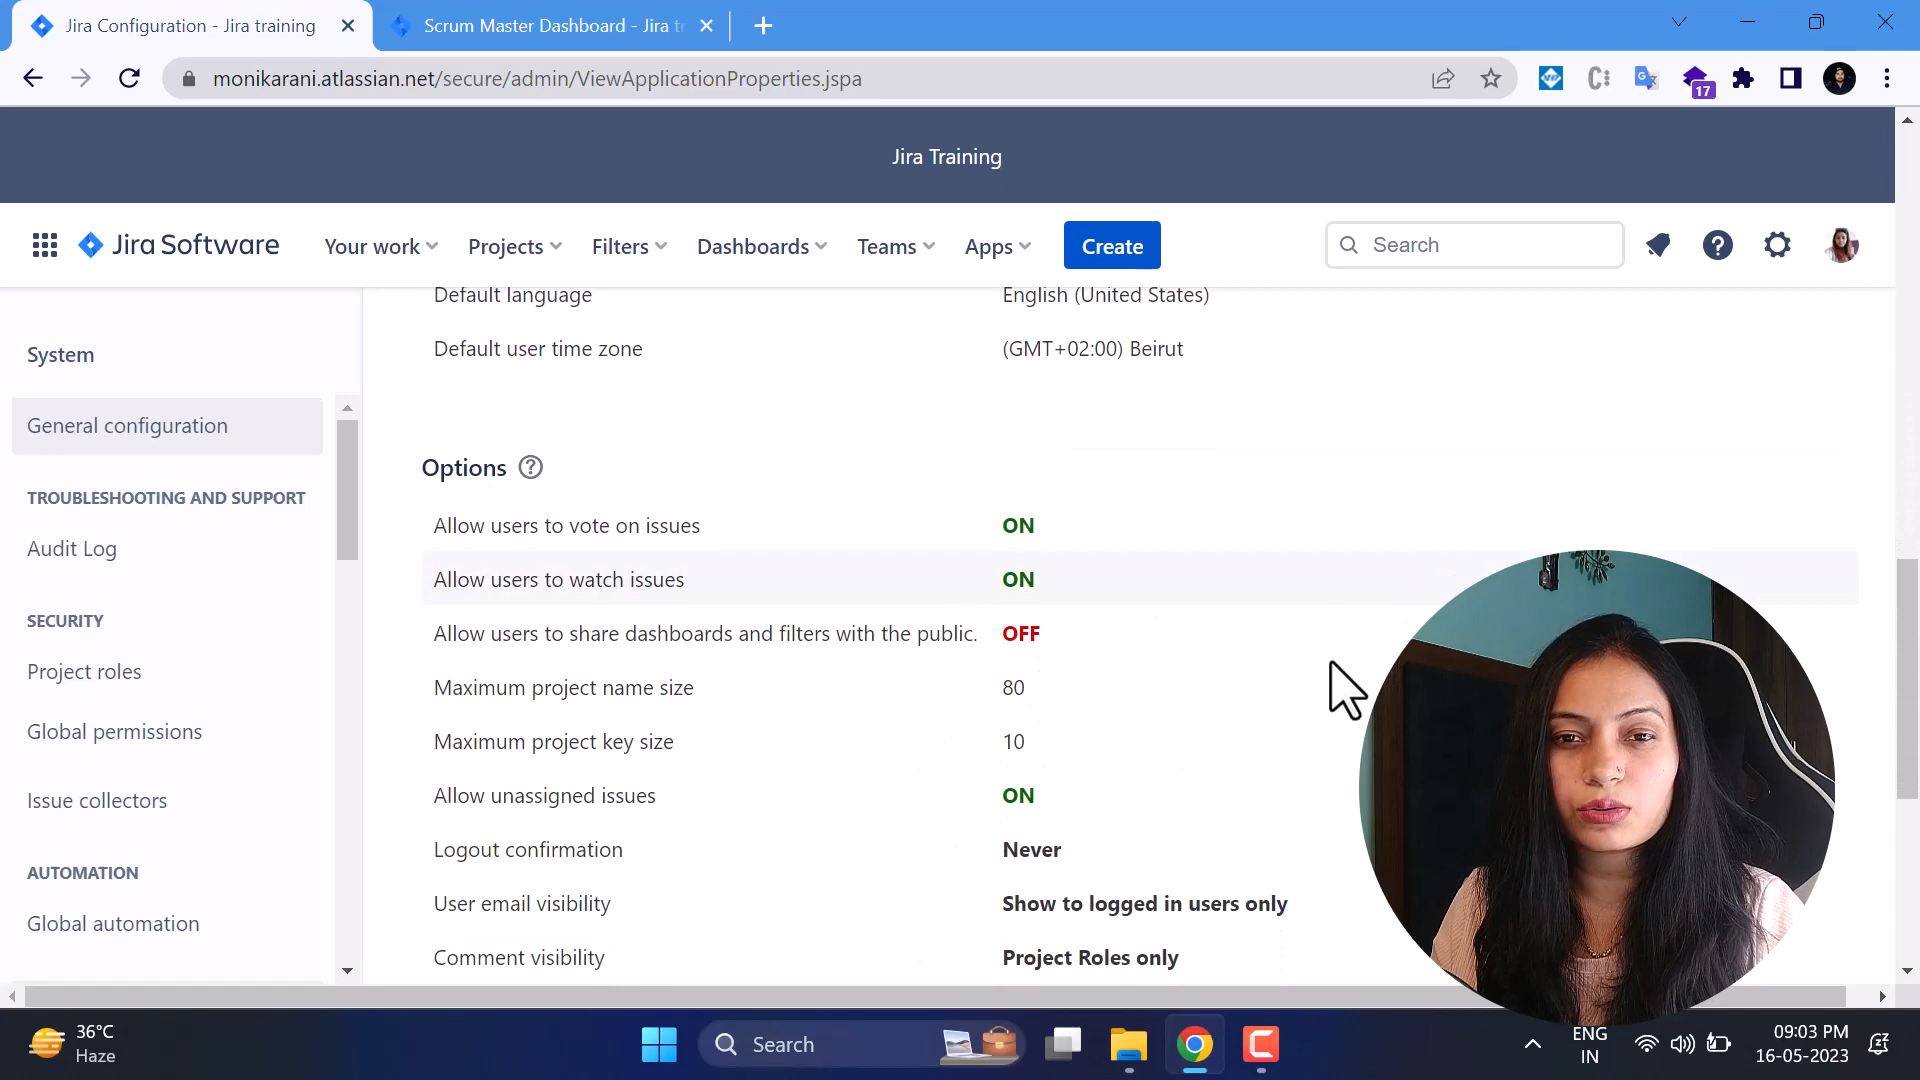 Jira Configuration - Jira training
Scrum Master Dashboard - Jira tr
monikarani.atlassian.net/secure/admin/ViewApplicationProperties.jspa
17
Jira Training
Jira Software
Your work
Projects
Filters
Dashboards
Teams
Apps
Create
Search
System
General configuration
TROUBLESHOOTING AND SUPPORT
Audit Log
SECURITY
Project roles
Global permissions
Issue collectors
AUTOMATION
Global automation
Default language English (United States)
Default user time zone (GMT+02:00) Beirut
Options
Allow users to vote on issues ON
Allow users to watch issues ON
Allow users to share dashboards and filters with the public. OFF
Maximum project name size 80
Maximum project key size 10
Allow unassigned issues ON
Logout confirmation Never
User email visibility Show to logged in users only
Comment visibility Project Roles only
36°C
Haze
Search
ENG
IN
09:03 PM
16-05-2023